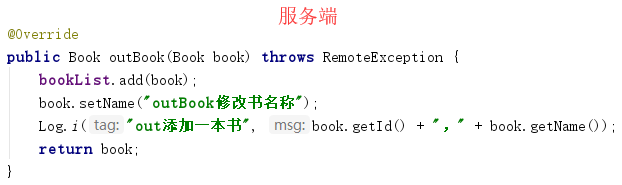 服务端
@Override
public Book outBook(Book book) throws RemoteException {
    bookList.add(book);
    book.setName("outBook修改书名称");
    Log.i( tag: "out添加一本书", msg: book.getId() + "，" + book.getName());
    return book;
}